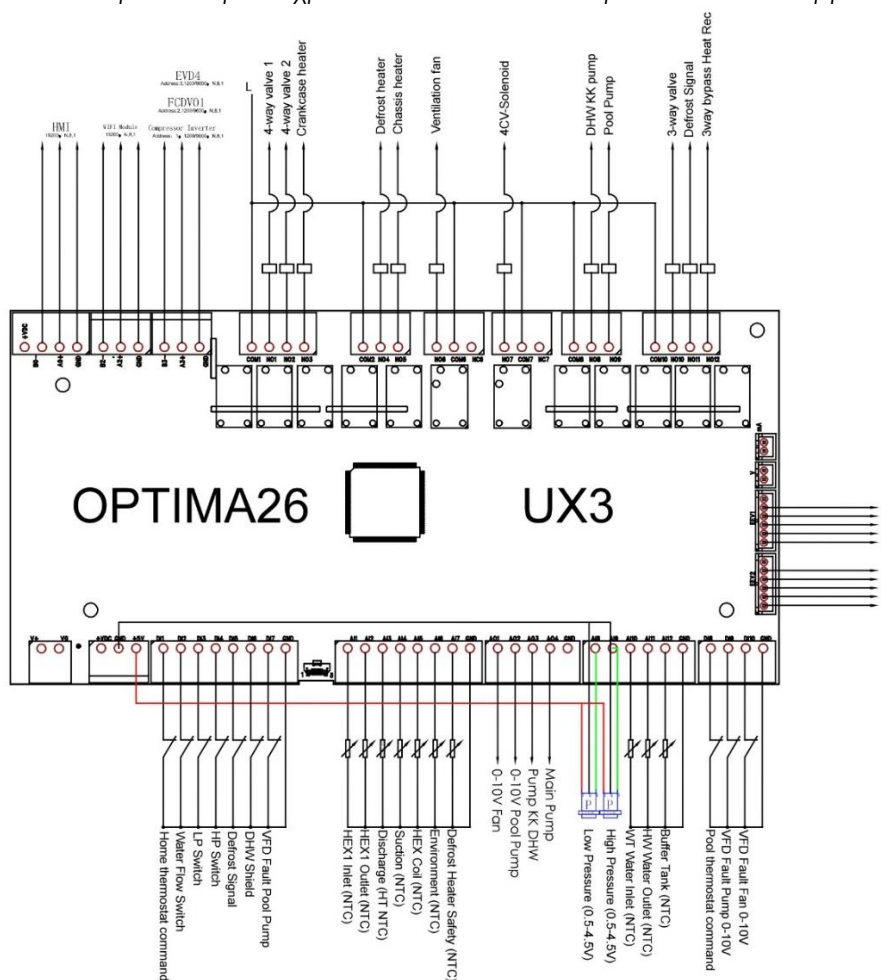 EVD4
FCDVO1
HMI
WIFI Module
Compressor Inverter
L
4-way valve 1
4-way valve 2
Crankcase heater
Defrost heater
Chassis heater
Ventilation fan
4CV-Solenoid
DHW KK pump
Pool Pump
3-way valve
Defrost Signal
3way bypass Heat Rec
COM1 NO1 NO2 NO3
COM2 NO4 NO5
NO6 COM6
NO7 COM7 NC7
NO8 NO9
COM10 NO10 NO11 NO12
GND
GND
GND
OPTIMA26
UX3
V+
GND +5V
DI1 DI2 DI3 DI4 DI5 DI6 DI7 GND
AI1 AI2 AI3 AI4 AI5 AI6 AI7 GND
AO1 AO2 AO3 AO4 GND
AI8 AI9 AI10 AI11 AI12 GND
DI8 DI9 DI10 GND
Home thermostat command
Water Flow Switch
LP Switch
HP Switch
Defrost Signal
DHW Shield
VFD Fault Pool Pump
HEX1 Inlet (NTC)
HEX1 Outlet (NTC)
Discharge (HT NTC)
Suction (NTC)
HEX Coil (NTC)
Environment (NTC)
Defrost Heater Safety (NTC)
0-10V Fan
0-10V Pool Pump
Pump KK DHW
Main Pump
P
P
Low Pressure (0.5-4.5V)
High Pressure (0.5-4.5V)
WT Water Inlet (NTC)
HW Water Outlet (NTC)
Buffer Tank (NTC)
Pool thermostat command
VFD Fault Pump 0-10V
VFD Fault Fan 0-10V